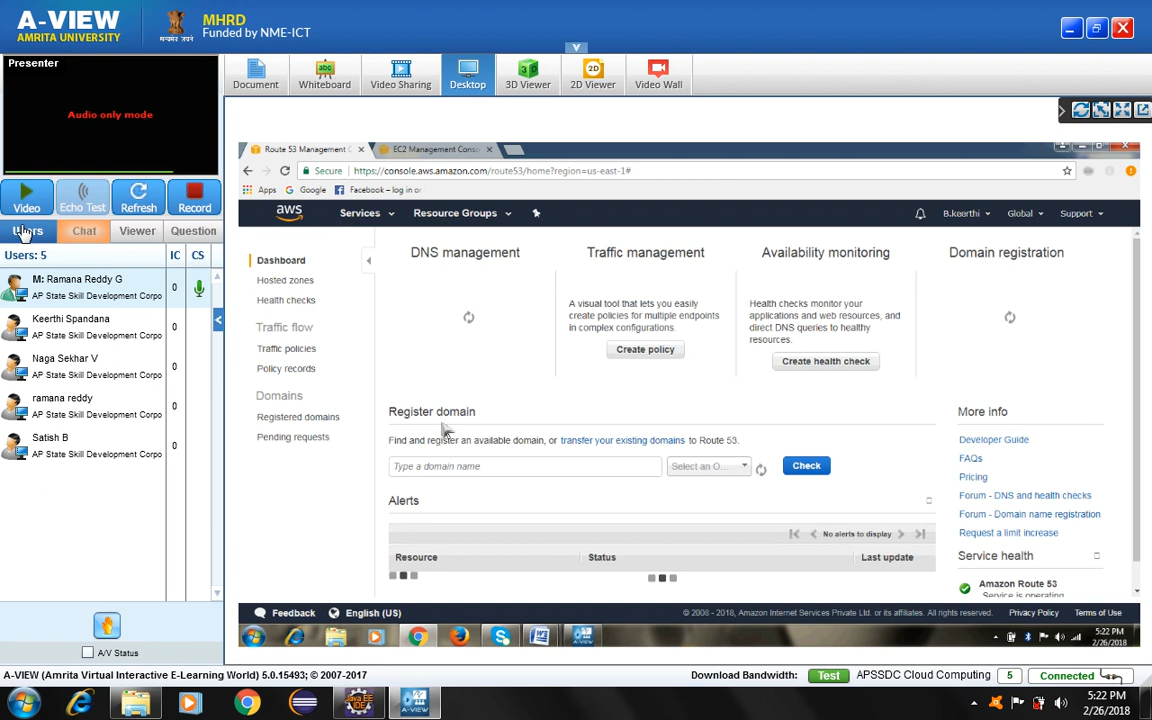 A-VIEW
AMRITA UNIVERSITY
सत्यमेव जयते
MHRD
Funded by NME-ICT
Presenter
Audio only mode
Document
Whiteboard
Video Sharing
Desktop
3D Viewer
2D Viewer
Video Wall
Video
Echo Test
Refresh
Record
Users
Chat
Viewer
Question
Users: 5
IC
CS
M: Ramana Reddy G
AP State Skill Development Corpo
0
Keerthi Spandana
AP State Skill Development Corpo
0
Naga Sekhar V
AP State Skill Development Corpo
0
ramana reddy
AP State Skill Development Corpo
0
Satish B
AP State Skill Development Corpo
0
A/V Status
Route 53 Management C
EC2 Management Conso
Secure
https://console.aws.amazon.com/route53/home?region=us-east-1#
Apps
Google
Facebook – log in or
aws
Services
Resource Groups
B.keerthi
Global
Support
Dashboard
Hosted zones
Health checks
Traffic flow
Traffic policies
Policy records
Domains
Registered domains
Pending requests
DNS management
Traffic management
A visual tool that lets you easily
create policies for multiple endpoints
in complex configurations.
Create policy
Availability monitoring
Health checks monitor your
applications and web resources, and
direct DNS queries to healthy
resources.
Create health check
Domain registration
Register domain
Find and register an available domain, or transfer your existing domains to Route 53.
Type a domain name
Select an O...
Check
Alerts
No alerts to display
Resource
Status
Last update
More info
Developer Guide
FAQs
Pricing
Forum - DNS and health checks
Forum - Domain name registration
Request a limit increase
Service health
Amazon Route 53
Service is operating
Feedback
English (US)
© 2008 - 2018, Amazon Internet Services Private Ltd. or its affiliates. All rights reserved.
Privacy Policy
Terms of Use
5:22 PM
2/26/2018
A-VIEW (Amrita Virtual Interactive E-Learning World) 5.0.15493; © 2007-2017
Download Bandwidth:
Test
APSSDC Cloud Computing
5
Connected
Java EE
IDE
A-VIEW
5:22 PM
2/26/2018